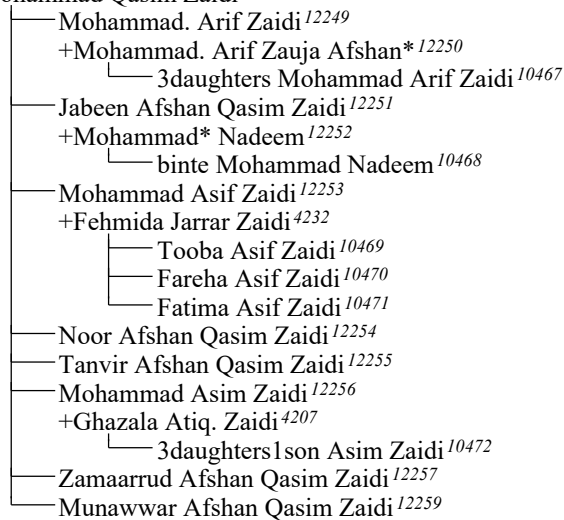 ohammad Qasim Zaidi
Mohammad. Arif Zaidi 12249
+Mohammad. Arif Zauja Afshan* 12250
3daughters Mohammad Arif Zaidi 10467
Jabeen Afshan Qasim Zaidi 12251
+Mohammad* Nadeem 12252
binte Mohammad Nadeem 10468
Mohammad Asif Zaidi 12253
+Fehmida Jarrar Zaidi 4232
Tooba Asif Zaidi 10469
Fareha Asif Zaidi 10470
Fatima Asif Zaidi 10471
Noor Afshan Qasim Zaidi 12254
Tanvir Afshan Qasim Zaidi 12255
Mohammad Asim Zaidi 12256
+Ghazala Atiq. Zaidi 4207
3daughters1son Asim Zaidi 10472
Zamaarrud Afshan Qasim Zaidi 12257
Munawwar Afshan Qasim Zaidi 12259